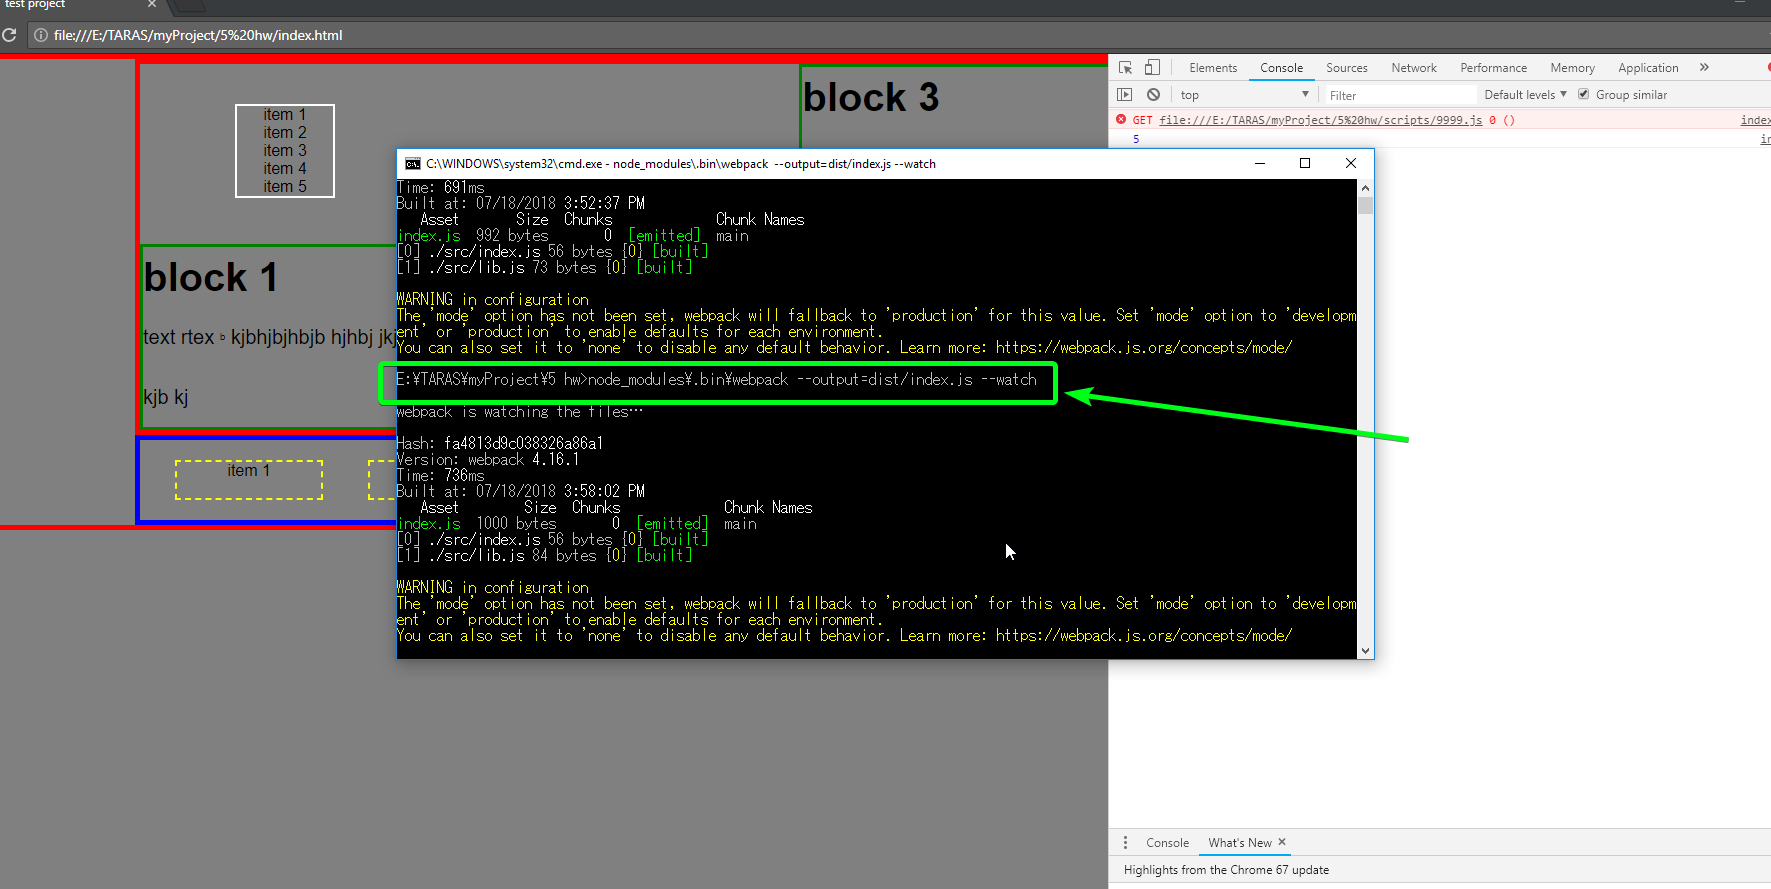 test project
file:///E:/TARAS/myProject/5%20hw/index.html
block 3
item 1
item 2
item 3
item 4
item 5
block 1
text rtex ▫ kjbhjbjhbjb hjhbj jkj
kjb kj
item 1
Elements Console Sources Network Performance Memory Application »
top Filter Default levels ▼ Group similar
GET file:///E:/TARAS/myProject/5%20hw/scripts/9999.js 0 () index
5 in
C:\WINDOWS\system32\cmd.exe - node_modules\.bin\webpack --output=dist/index.js --watch
Time: 691ms
Built at: 07/18/2018 3:52:37 PM
Asset Size Chunks Chunk Names
index.js 992 bytes 0 [emitted] main
[0] ./src/index.js 56 bytes {0} [built]
[1] ./src/lib.js 73 bytes {0} [built]
WARNING in configuration
The 'mode' option has not been set, webpack will fallback to 'production' for this value. Set 'mode' option to 'developm
ent' or 'production' to enable defaults for each environment.
You can also set it to 'none' to disable any default behavior. Learn more: https://webpack.js.org/concepts/mode/
E:¥TARAS¥myProject¥5 hw>node_modules¥.bin¥webpack --output=dist/index.js --watch
webpack is watching the files…
Hash: fa4813d9c038326a86a1
Version: webpack 4.16.1
Time: 736ms
Built at: 07/18/2018 3:58:02 PM
Asset Size Chunks Chunk Names
index.js 1000 bytes 0 [emitted] main
[0] ./src/index.js 56 bytes {0} [built]
[1] ./src/lib.js 84 bytes {0} [built]
WARNING in configuration
The 'mode' option has not been set, webpack will fallback to 'production' for this value. Set 'mode' option to 'developm
ent' or 'production' to enable defaults for each environment.
You can also set it to 'none' to disable any default behavior. Learn more: https://webpack.js.org/concepts/mode/
Console What's New ×
Highlights from the Chrome 67 update